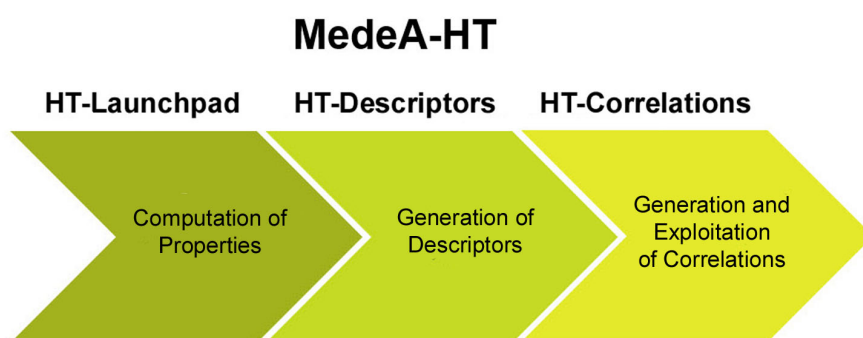 MedeA-HT
HT-Launchpad HT-Descriptors HT-Correlations
Computation of
Properties
Generation of
Descriptors
Generation and
Exploitation
of Correlations